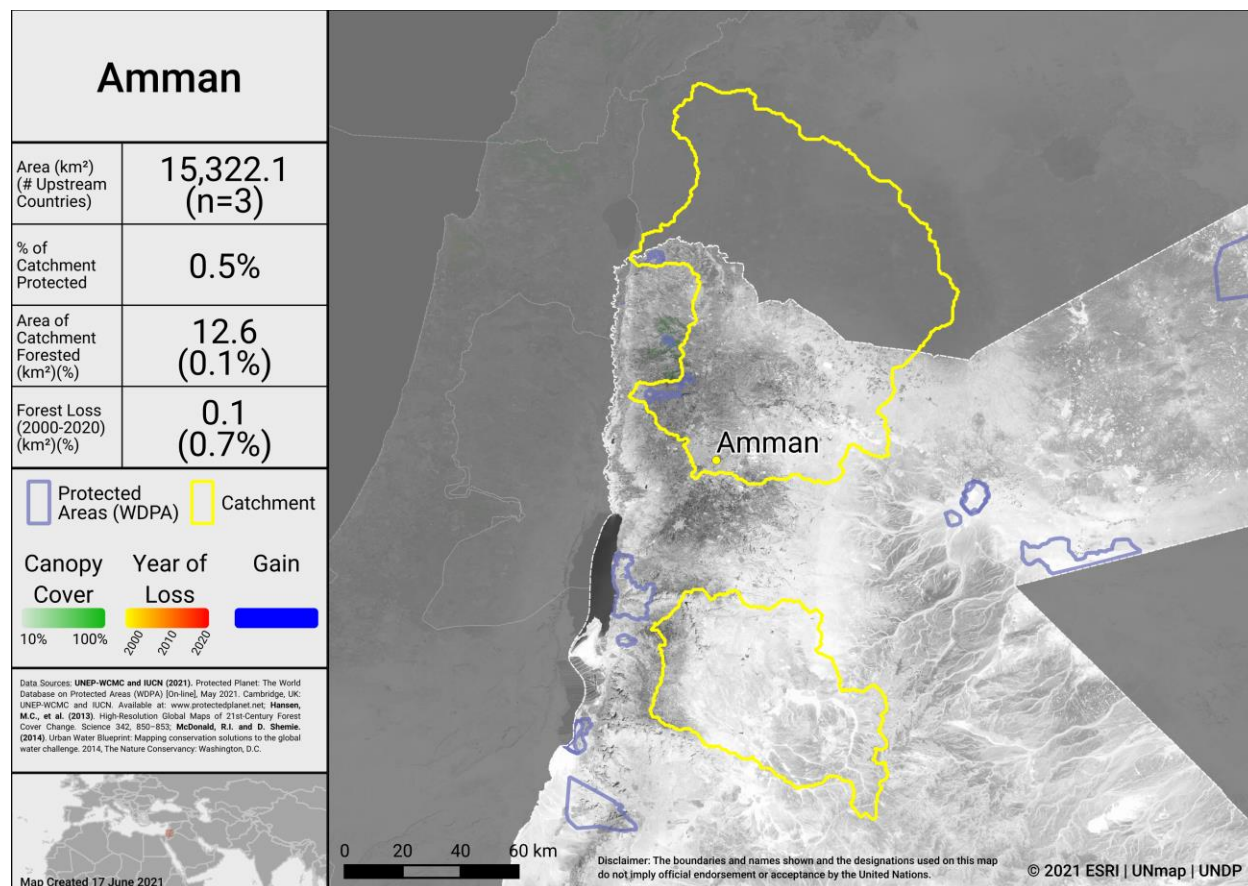 Amman
Area (km²)
(# Upstream
Countries)
15,322.1
(n=3)
% of
Catchment
Protected
0.5%
Area of
Catchment
Forested
(km²)(%)
12.6
(0.1%)
Forest Loss
(2000-2020)
(km²)(%)
0.1
(0.7%)
Protected
Areas (WDPA)
Catchment
Canopy
Cover
10% 100%
Year of
Loss
2000 2010 2020
Gain
Data Sources: UNEP-WCMC and IUCN (2021). Protected Planet: The World
Database on Protected Areas (WDPA) [On-line], May 2021. Cambridge, UK:
UNEP-WCMC and IUCN. Available at: www.protectedplanet.net; Hansen,
M.C., et al. (2013). High-Resolution Global Maps of 21st-Century Forest
Cover Change. Science 342, 850–853; McDonald, R.I. and D. Shemie.
(2014). Urban Water Blueprint: Mapping conservation solutions to the global
water challenge. 2014, The Nature Conservancy: Washington, D.C.
Map Created 17 June 2021
Amman
0 20 40 60 km
Disclaimer: The boundaries and names shown and the designations used on this map
do not imply official endorsement or acceptance by the United Nations.
© 2021 ESRI | UNmap | UNDP